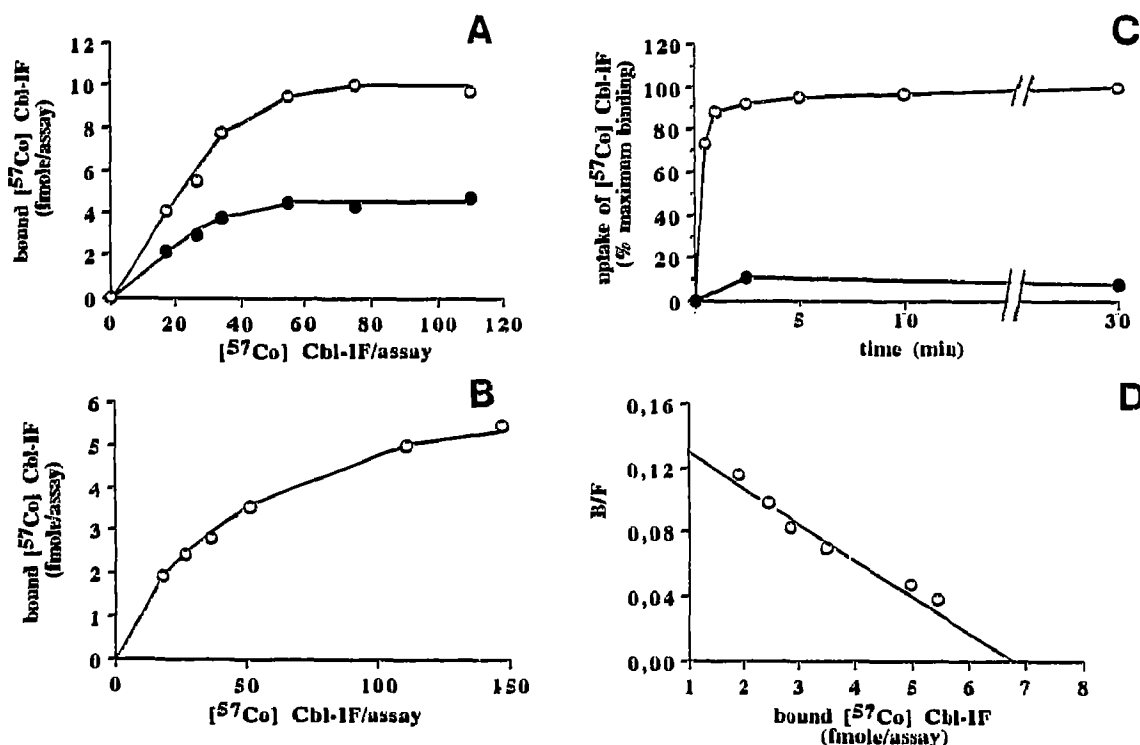 A
bound [57Co] Cbl-IF
(fmole/assay)
12
10
8
6
4
2
0
0 20 40 60 80 100 120
[57Co] Cbl-IF/assay
C
uptake of [57Co] Cbl-IF
(% maximum binding)
120
100
80
60
40
20
0
5 10 30
time (min)
B
bound [57Co] Cbl-IF
(fmole/assay)
6
5
4
3
2
1
0
0 50 100 150
[57Co] Cbl-IF/assay
D
B/F
0,16
0,12
0,08
0,04
0,00
1 2 3 4 5 6 7 8
bound [57Co] Cbl-IF
(fmole/assay)